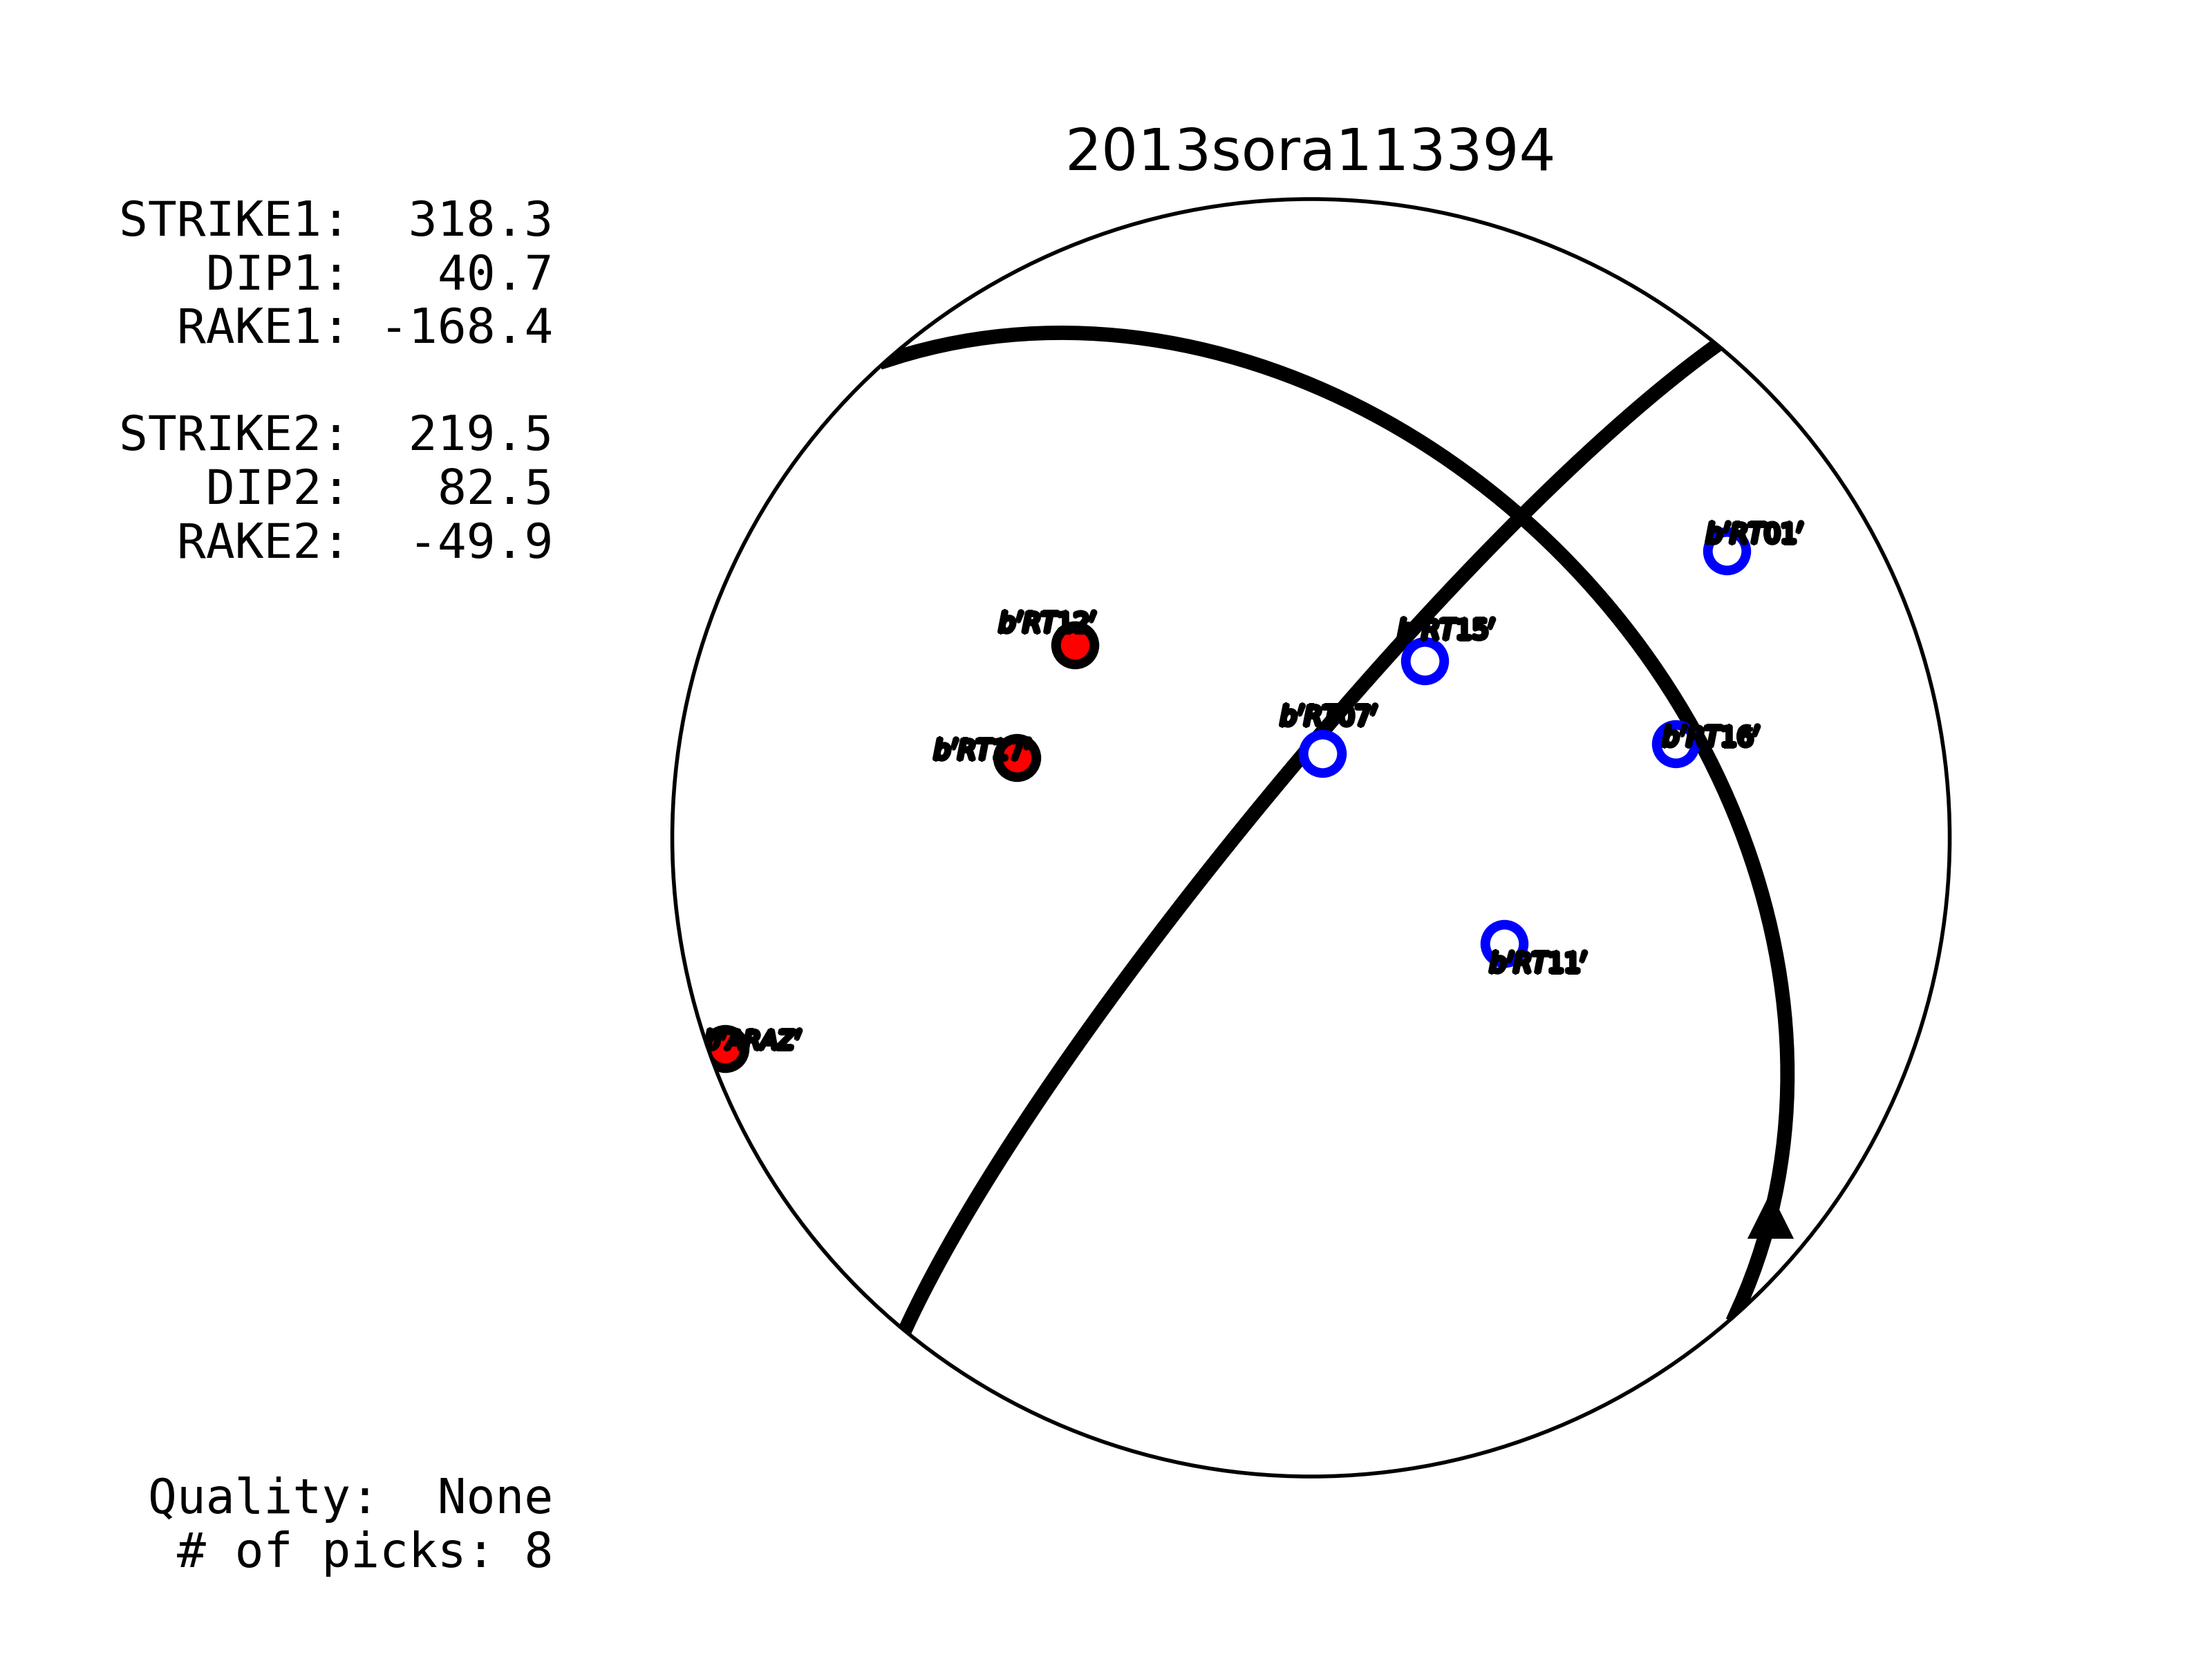 2013sora113394
STRIKE1: 318.3
DIP1: 40.7
RAKE1: -168.4
STRIKE2: 219.5
DIP2: 82.5
RAKE2: -49.9
b'RT01'
b'RT12'
b'RT15'
b'RT07'
b'RT16'
b'RT11'
Quality: None
# of picks: 8